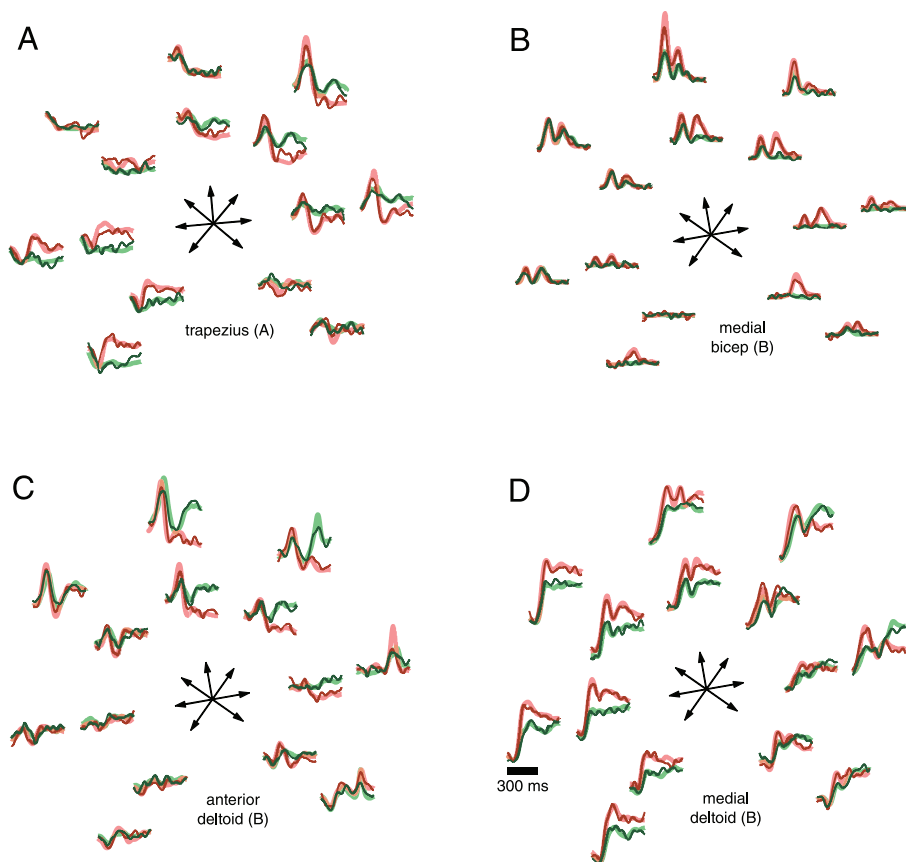 A
B
trapezius (A)
medial
bicep (B)
C
D
300 ms
anterior
deltoid (B)
medial
deltoid (B)